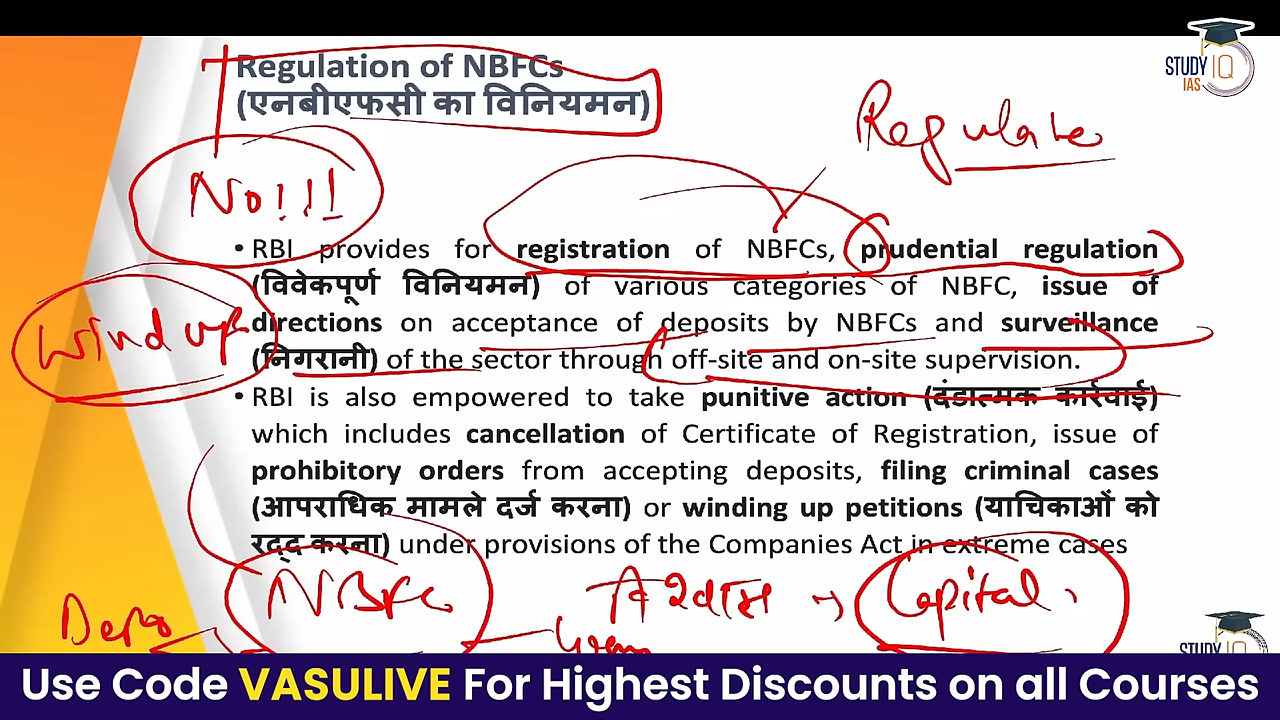 STUDY IQ
IAS
Regulation of NBFCs
(एनबीएफसी का विनियमन)
Regulate
No!!!
• RBI provides for registration of NBFCs, prudential regulation
(विवेकपूर्ण विनियमन) of various categories of NBFC, issue of
Wind up
directions on acceptance of deposits by NBFCs and surveillance
(निगरानी) of the sector through off-site and on-site supervision.
• RBI is also empowered to take punitive action (दंडात्मक कार्रवाई)
which includes cancellation of Certificate of Registration, issue of
prohibitory orders from accepting deposits, filing criminal cases
(आपराधिक मामले दर्ज करना) or winding up petitions (याचिकाओं को
रद्द करना) under provisions of the Companies Act in extreme cases
NBFC विश्वास → Capital
Depo
STUDY IQ
Use Code VASULIVE For Highest Discounts on all Courses